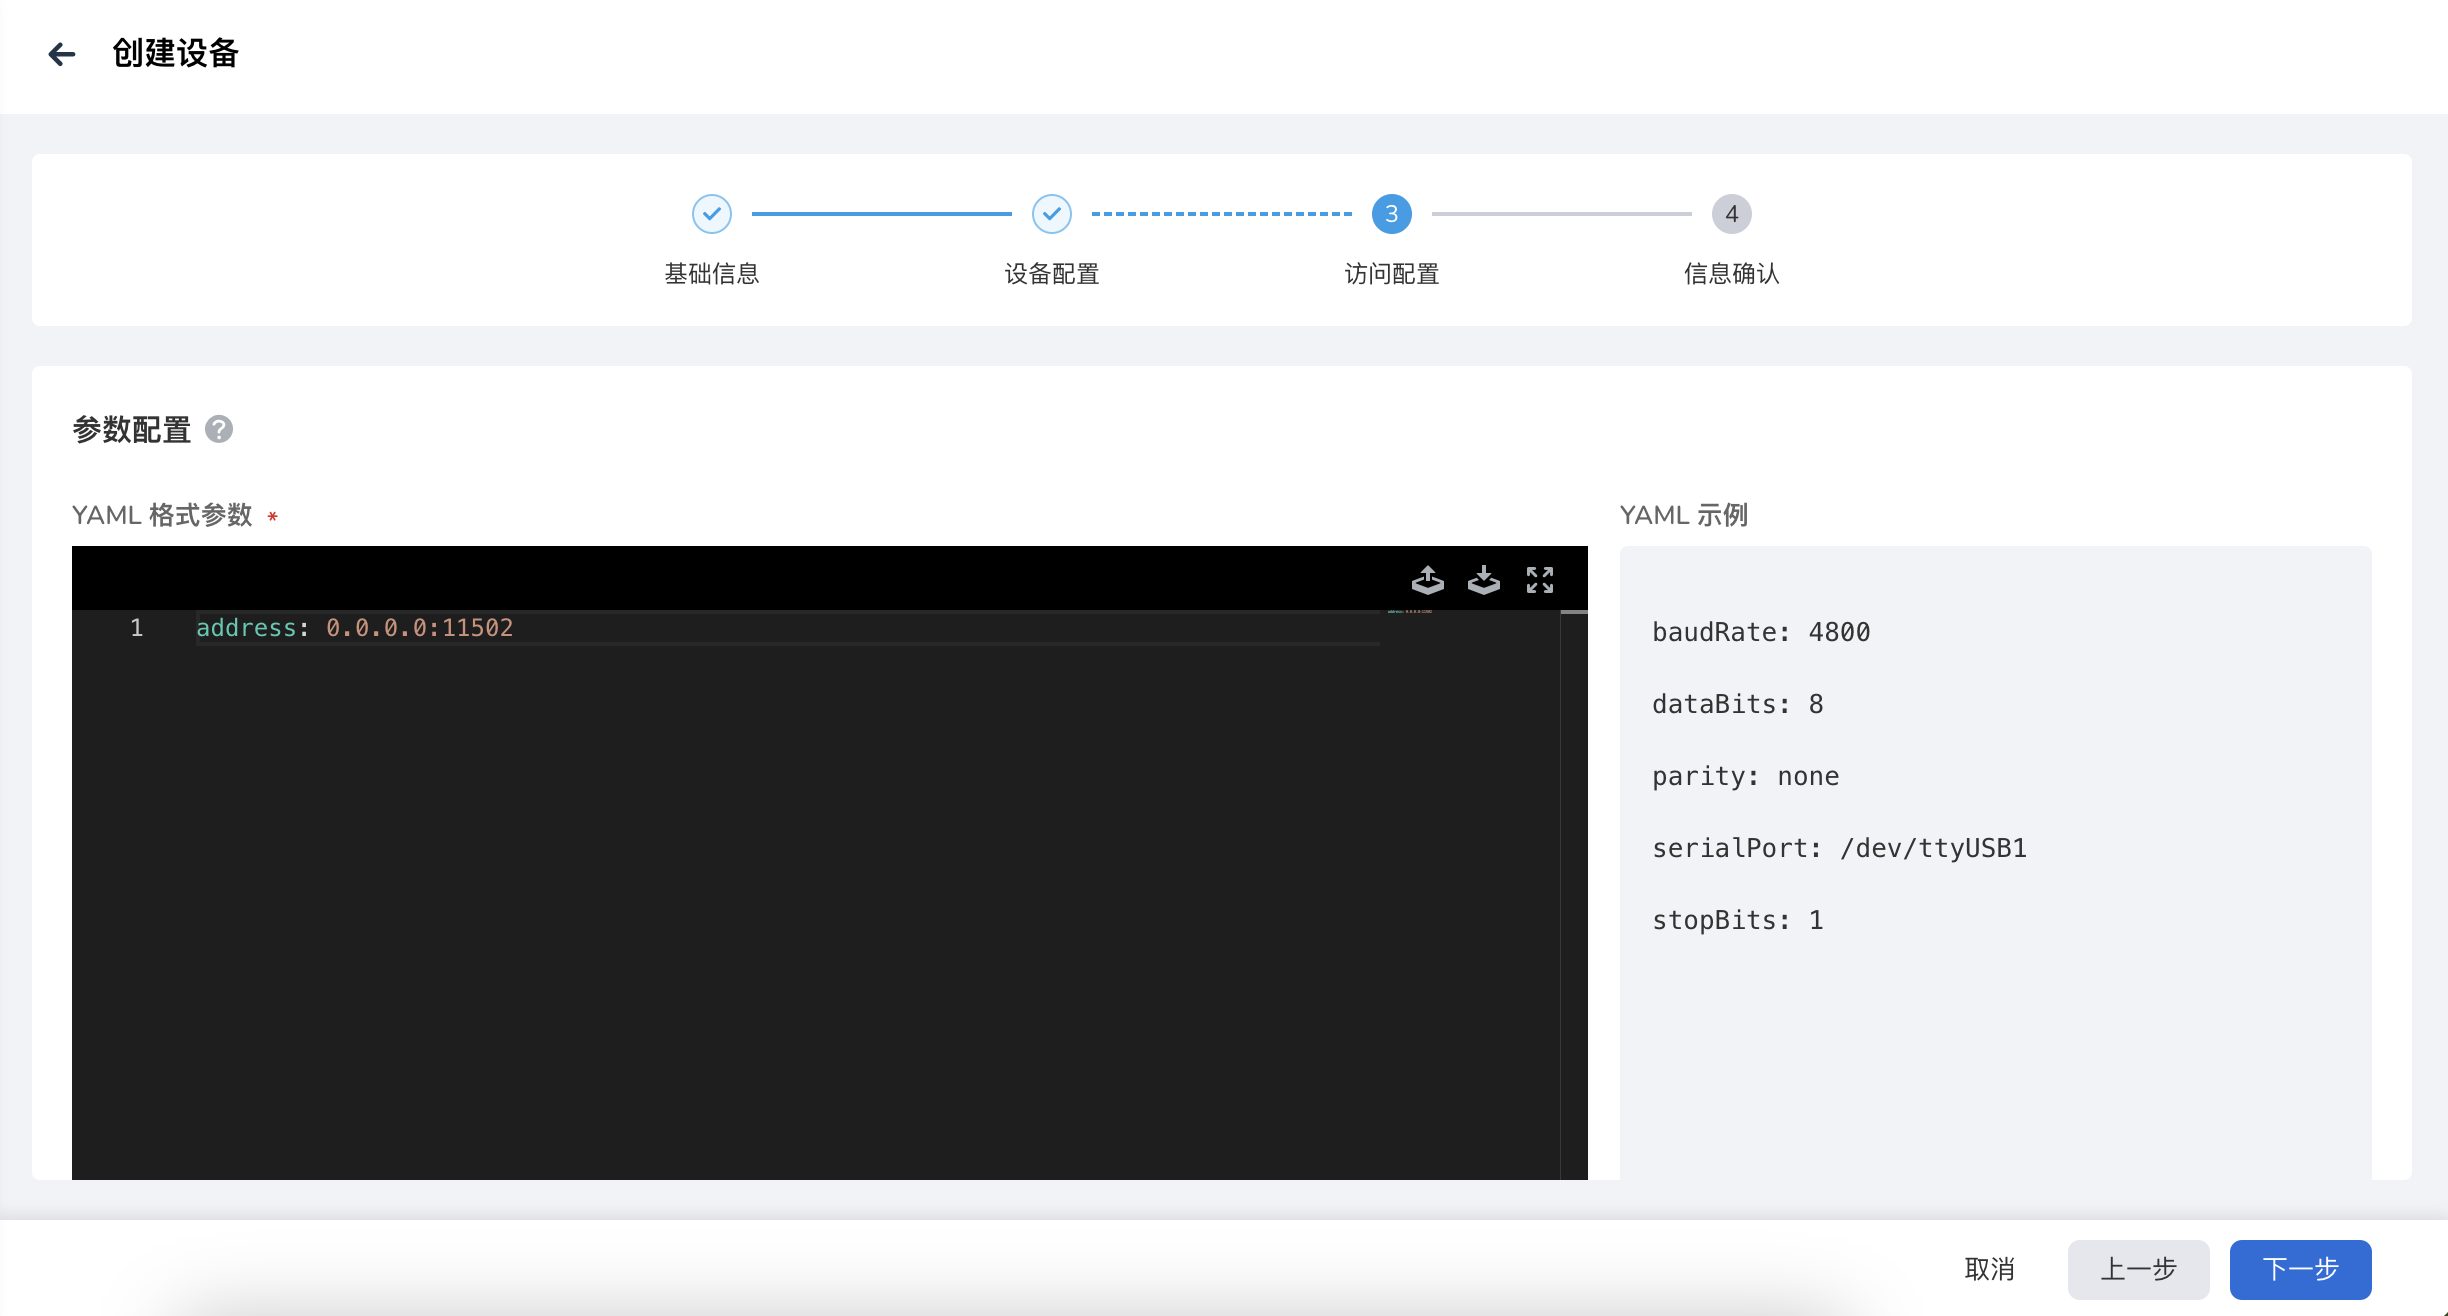 创建设备
3
4
基础信息
设备配置
访问配置
信息确认
参数配置 ?
YAML 格式参数 *
YAML 示例
1 address: 0.0.0.0:11502
baudRate: 4800
dataBits: 8
parity: none
serialPort: /dev/ttyUSB1
stopBits: 1
取消
上一步
下一步